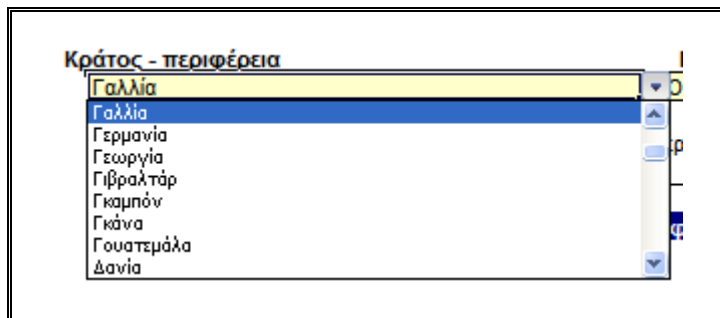 Κράτος - περιφέρεια
Γαλλία
Γαλλία
Γερμανία
Γεωργία
Γιβραλτάρ
Γκαμπόν
Γκάνα
Γουατεμάλα
Δανία